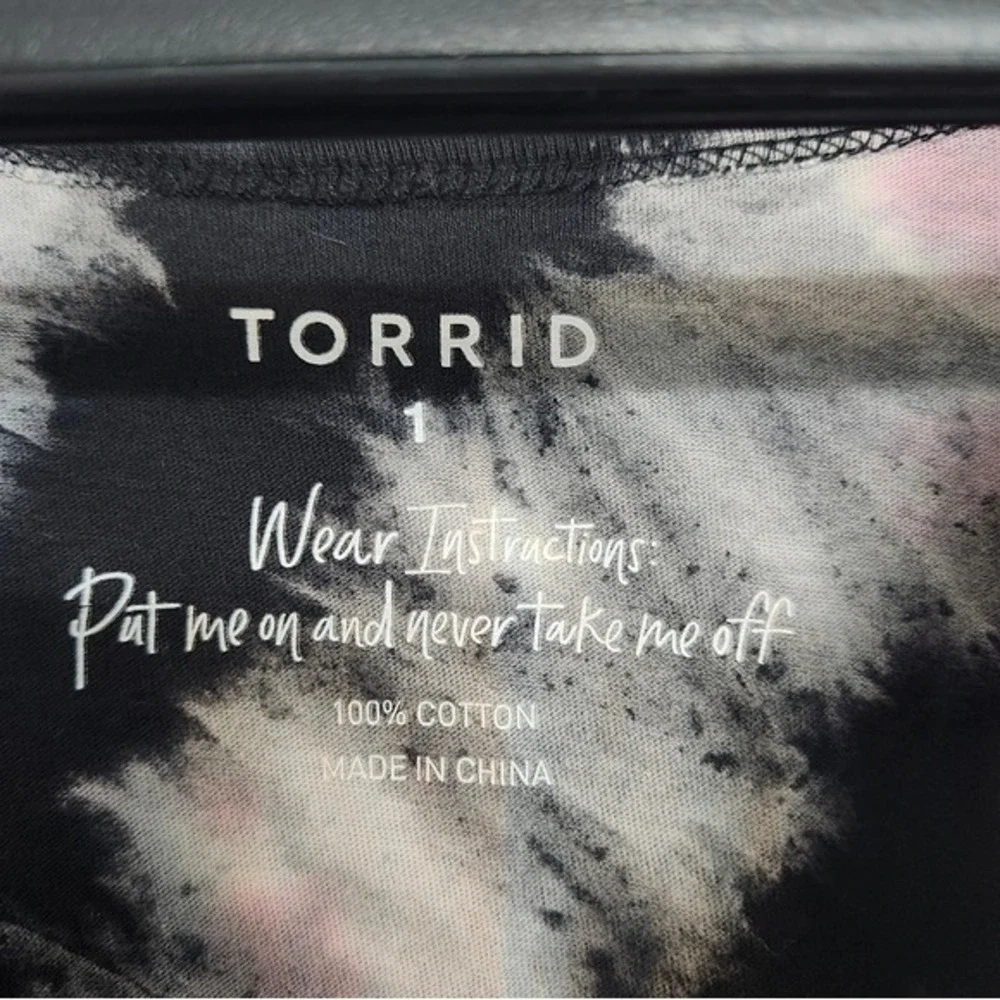 TORRID
1
Wear Instructions:
Put me on and never take me off
100% COTTON
MADE IN CHINA